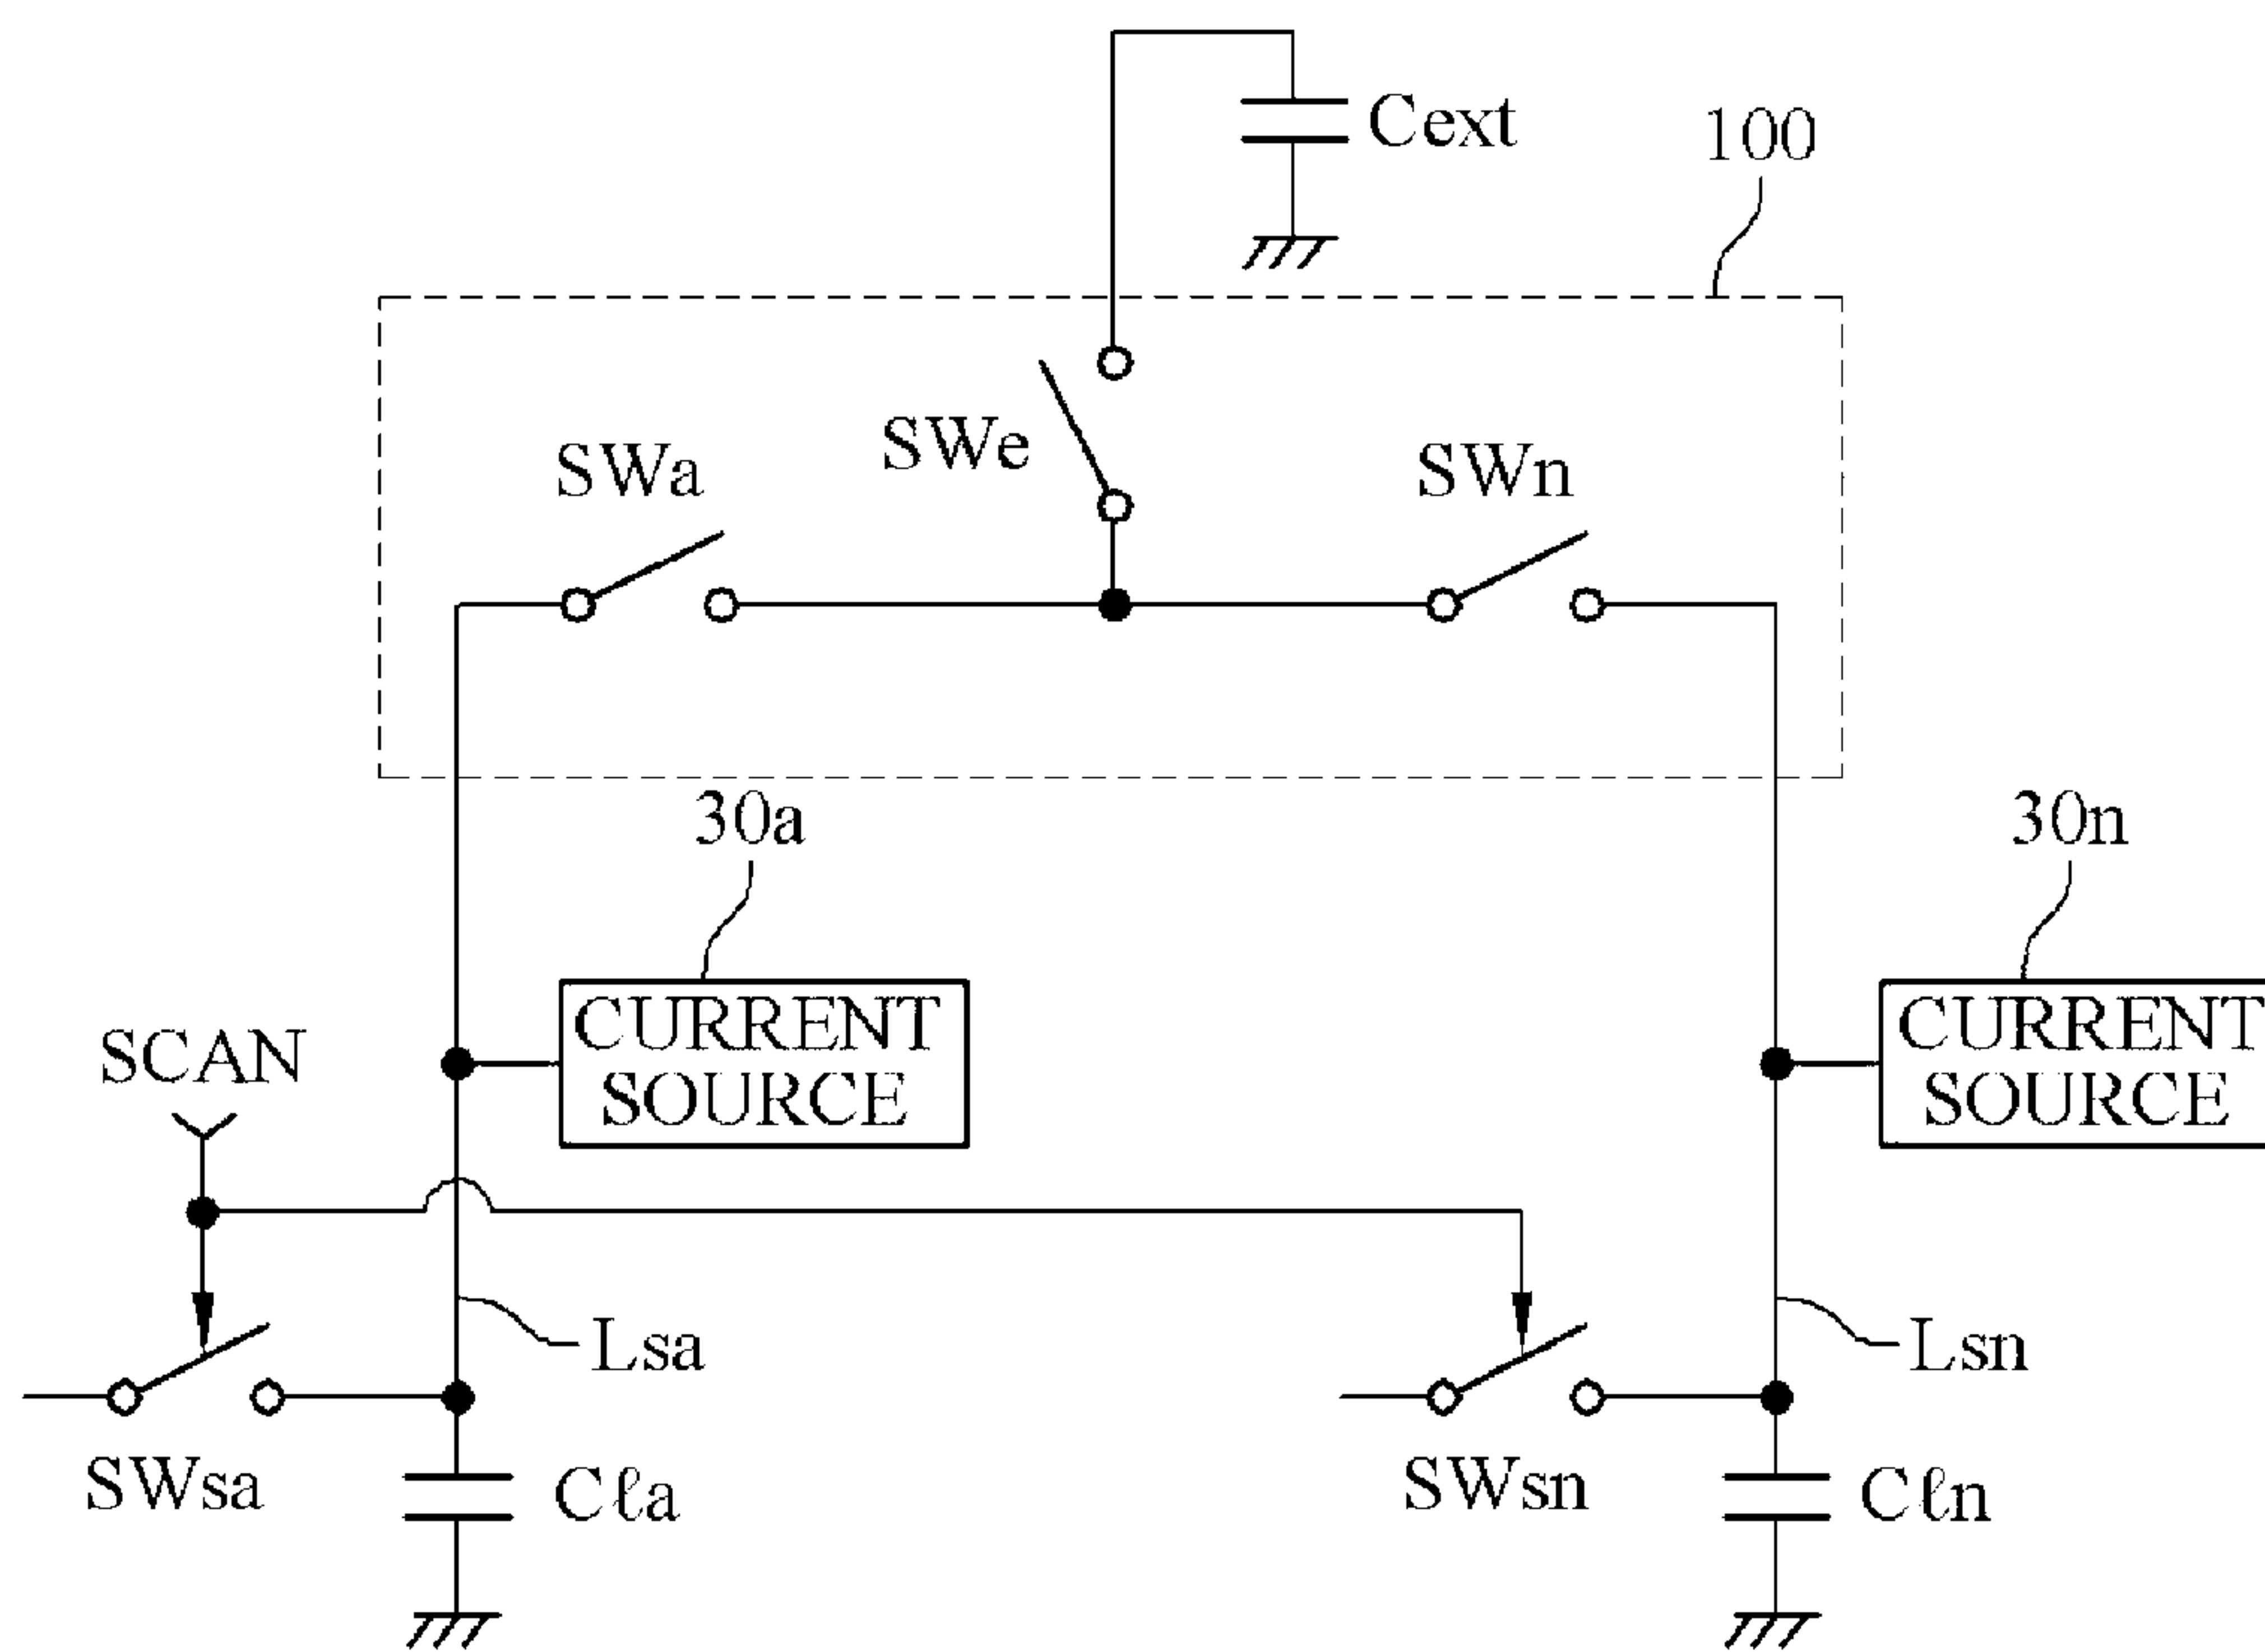 Cext
100
SWe
SWa
SWn
30a
30n
CURRENT
SOURCE
CURRENT
SOURCE
SCAN
Lsa
Lsn
SWsa
Cℓa
SWsn
Cℓn